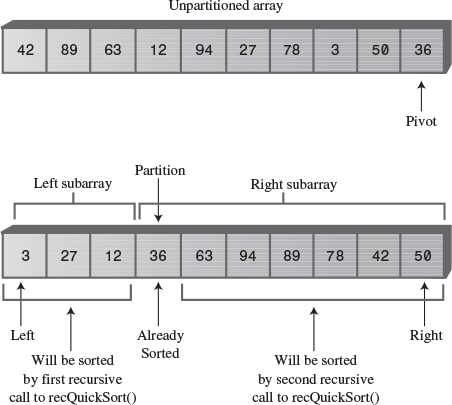 Unpartitioned array
42 89 63 12 94 27 78 3 50 36
Pivot
Partition
Left subarray
Right subarray
3 27 12 36 63 94 89 78 42 50
Left
Already
Sorted
Right
Will be sorted
by first recursive
call to recQuickSort()
Will be sorted
by second recursive
call to recQuickSort()